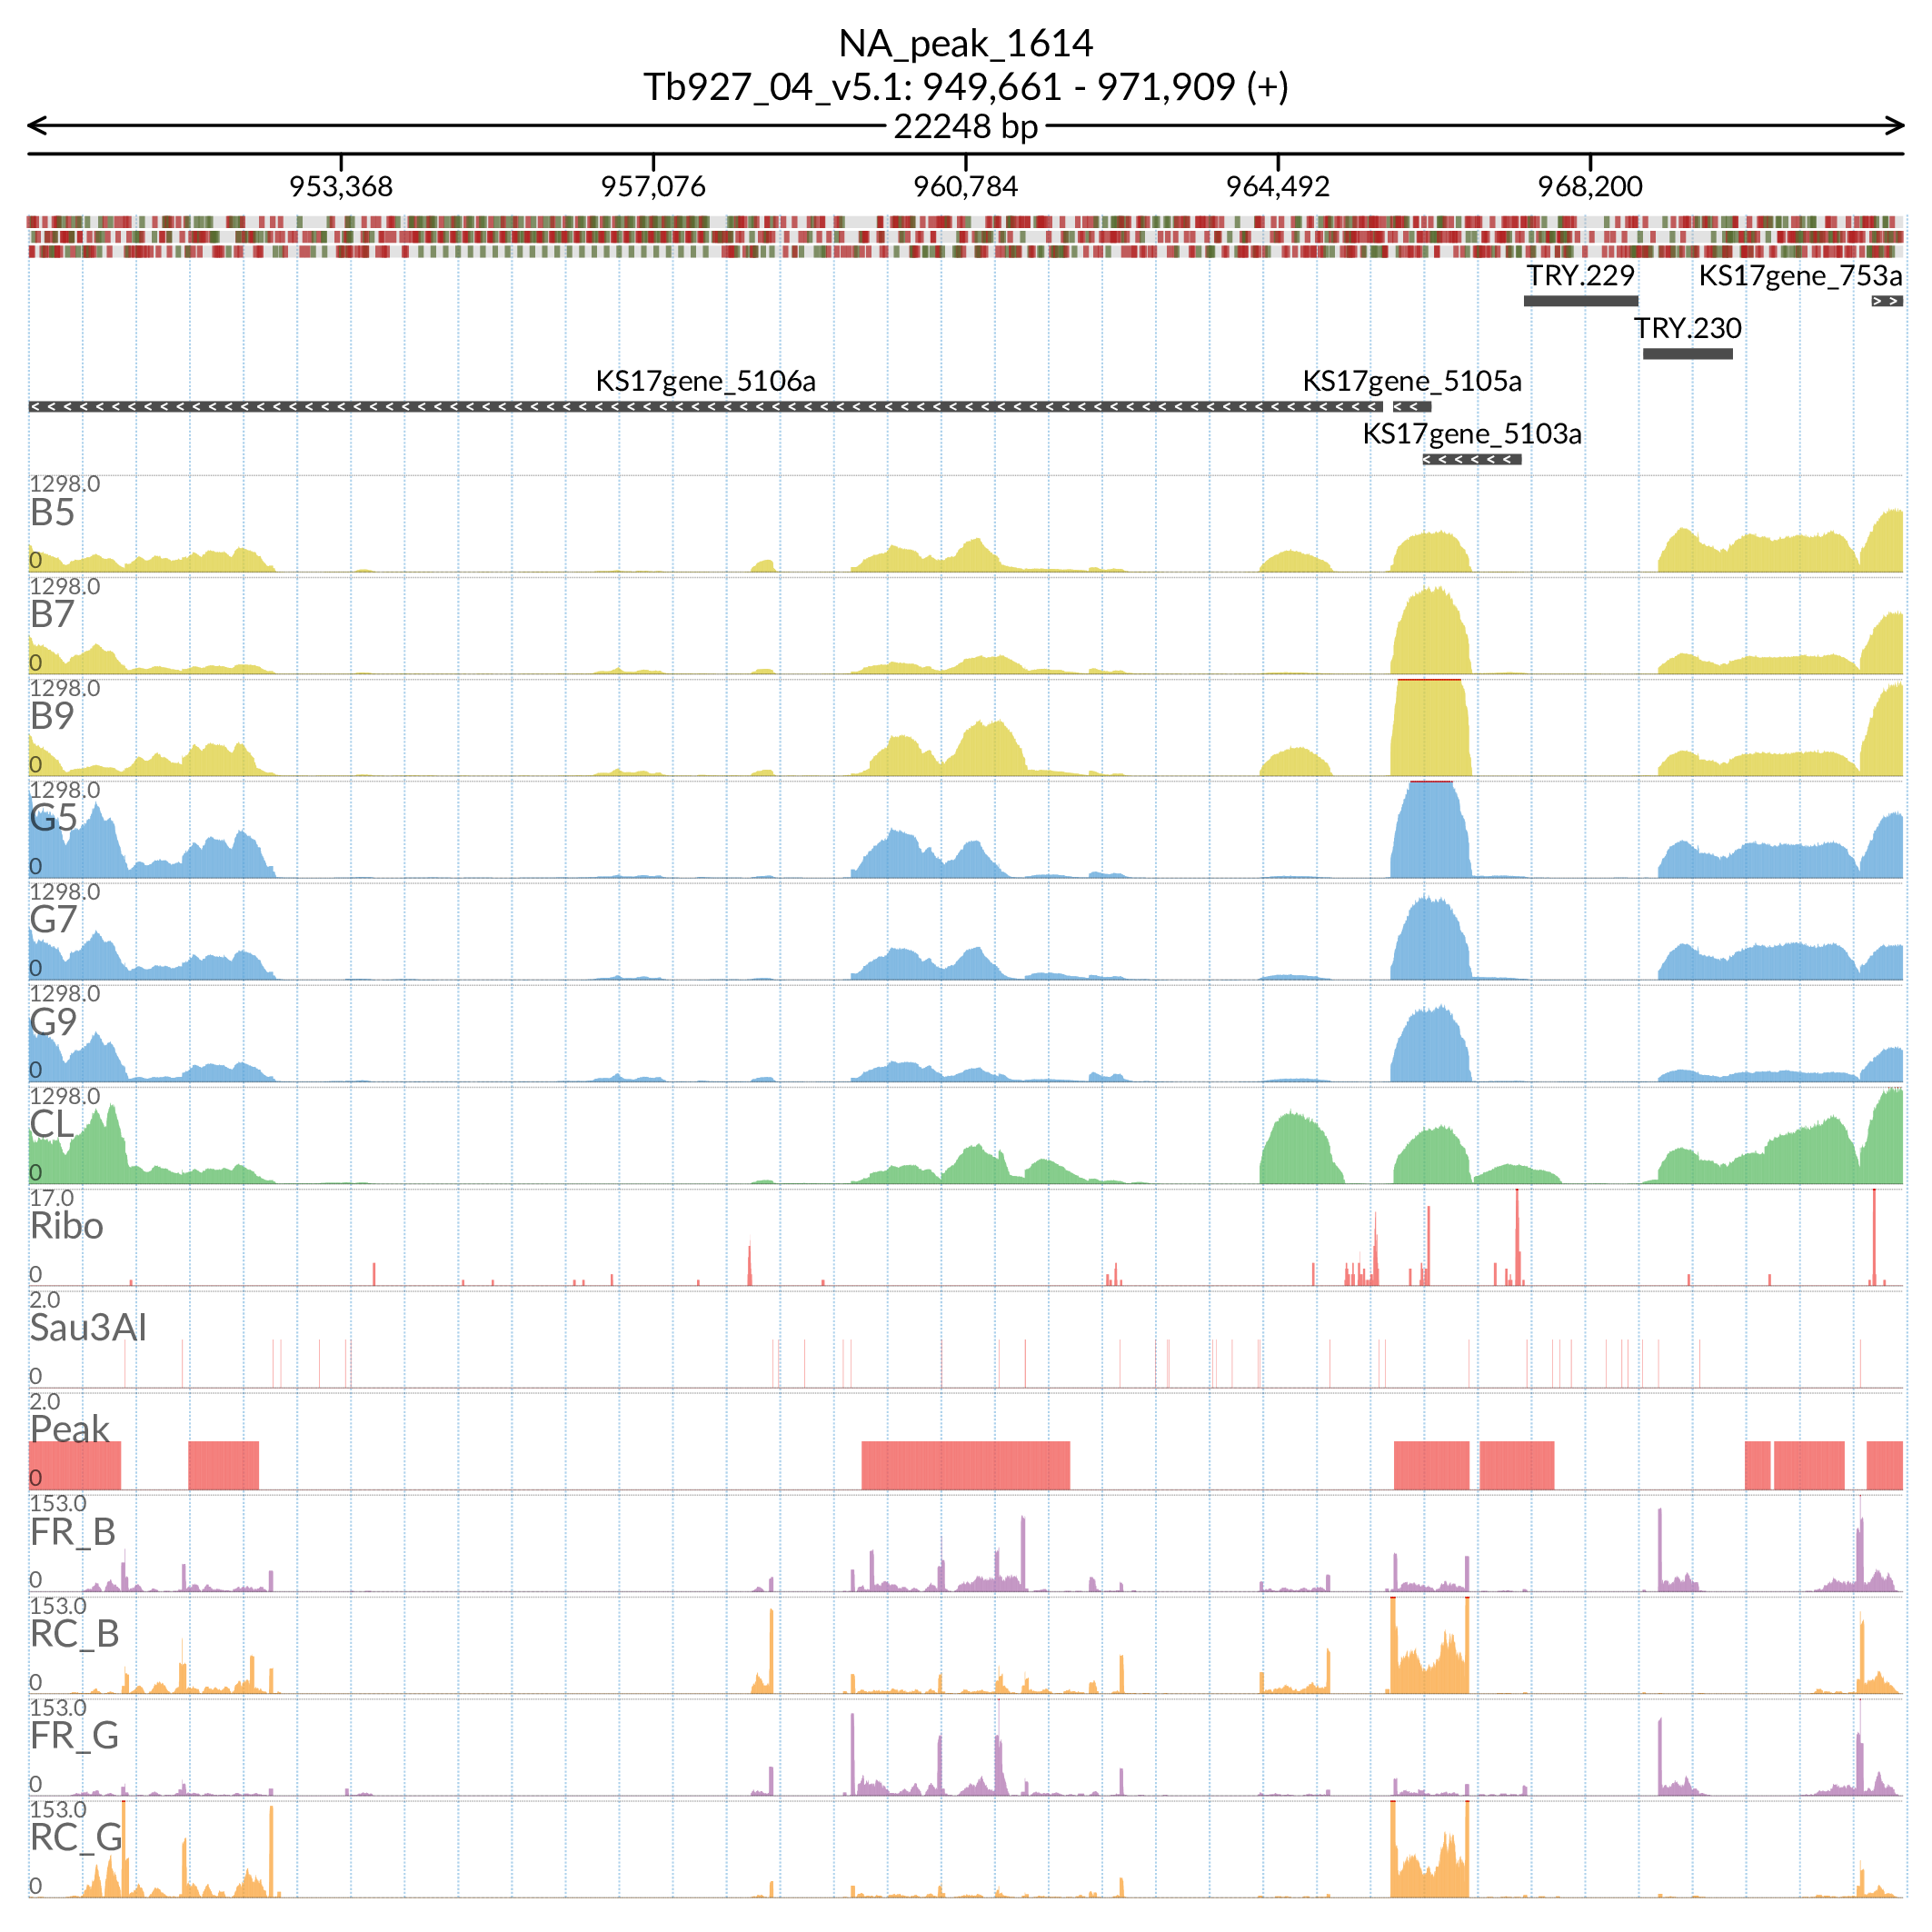 NA_peak_1614
Tb927_04_v5.1: 949,661 - 971,909 (+)
22248 bp
953,368 957,076 960,784 964,492 968,200
TRY.229 KS17gene_753a
TRY.230
KS17gene_5106a KS17gene_5105a
KS17gene_5103a
1298.0
B5
0
1298.0
B7
0
1298.0
B9
0
1298.0
G5
0
1298.0
G7
0
1298.0
G9
0
1298.0
CL
0
17.0
Ribo
0
2.0
Sau3AI
0
2.0
Peak
0
153.0
FR_B
0
153.0
RC_B
0
153.0
FR_G
0
153.0
RC_G
0